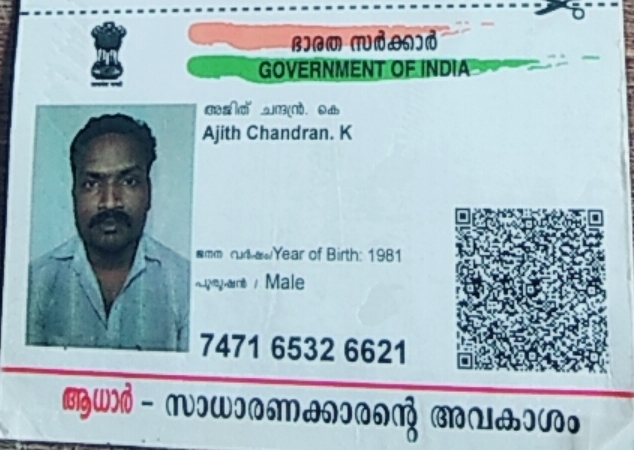 ഭാരത സർക്കാർ
GOVERNMENT OF INDIA
അജിത് ചന്ദ്രൻ. കെ
Ajith Chandran. K
ജനന വർഷം/Year of Birth: 1981
പുരുഷൻ / Male
7471 6532 6621
ആധാർ - സാധാരണക്കാരന്റെ അവകാശം